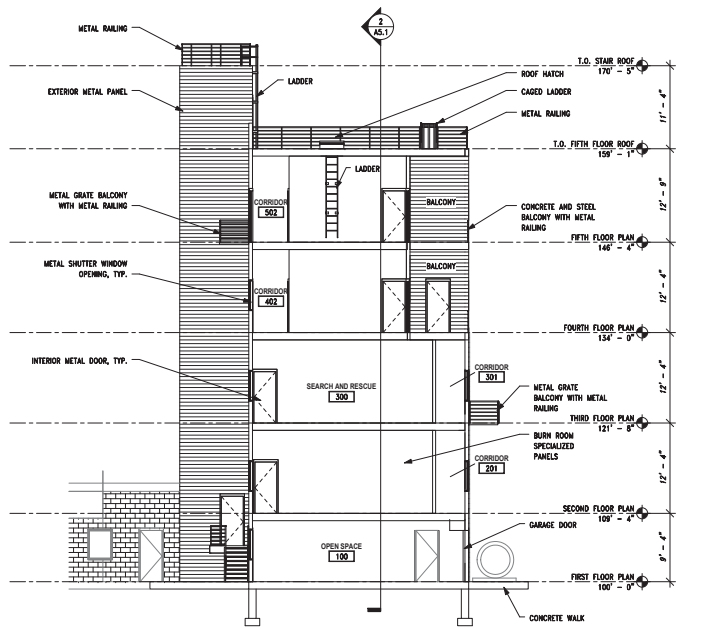 2
A5.1
METAL RAILING
T.O. STAIR ROOF
170' - 5"
ROOF HATCH
LADDER
CAGED LADDER
EXTERIOR METAL PANEL
METAL RAILING
11' - 4"
T.O. FIFTH FLOOR ROOF
159' - 1"
LADDER
METAL GRATE BALCONY
WITH METAL RAILING
CORRIDOR
502
BALCONY
CONCRETE AND STEEL
BALCONY WITH METAL
RAILING
12' - 9"
FIFTH FLOOR PLAN
146' - 4"
METAL SHUTTER WINDOW
OPENING, TYP.
CORRIDOR
402
BALCONY
12' - 4"
FOURTH FLOOR PLAN
134' - 0"
INTERIOR METAL DOOR, TYP.
SEARCH AND RESCUE
300
CORRIDOR
301
METAL GRATE
BALCONY WITH METAL
RAILING
12' - 4"
THIRD FLOOR PLAN
121' - 8"
BURN ROOM
SPECIALIZED
PANELS
CORRIDOR
201
12' - 4"
SECOND FLOOR PLAN
109' - 4"
GARAGE DOOR
OPEN SPACE
100
9' - 4"
FIRST FLOOR PLAN
100' - 0"
CONCRETE WALK